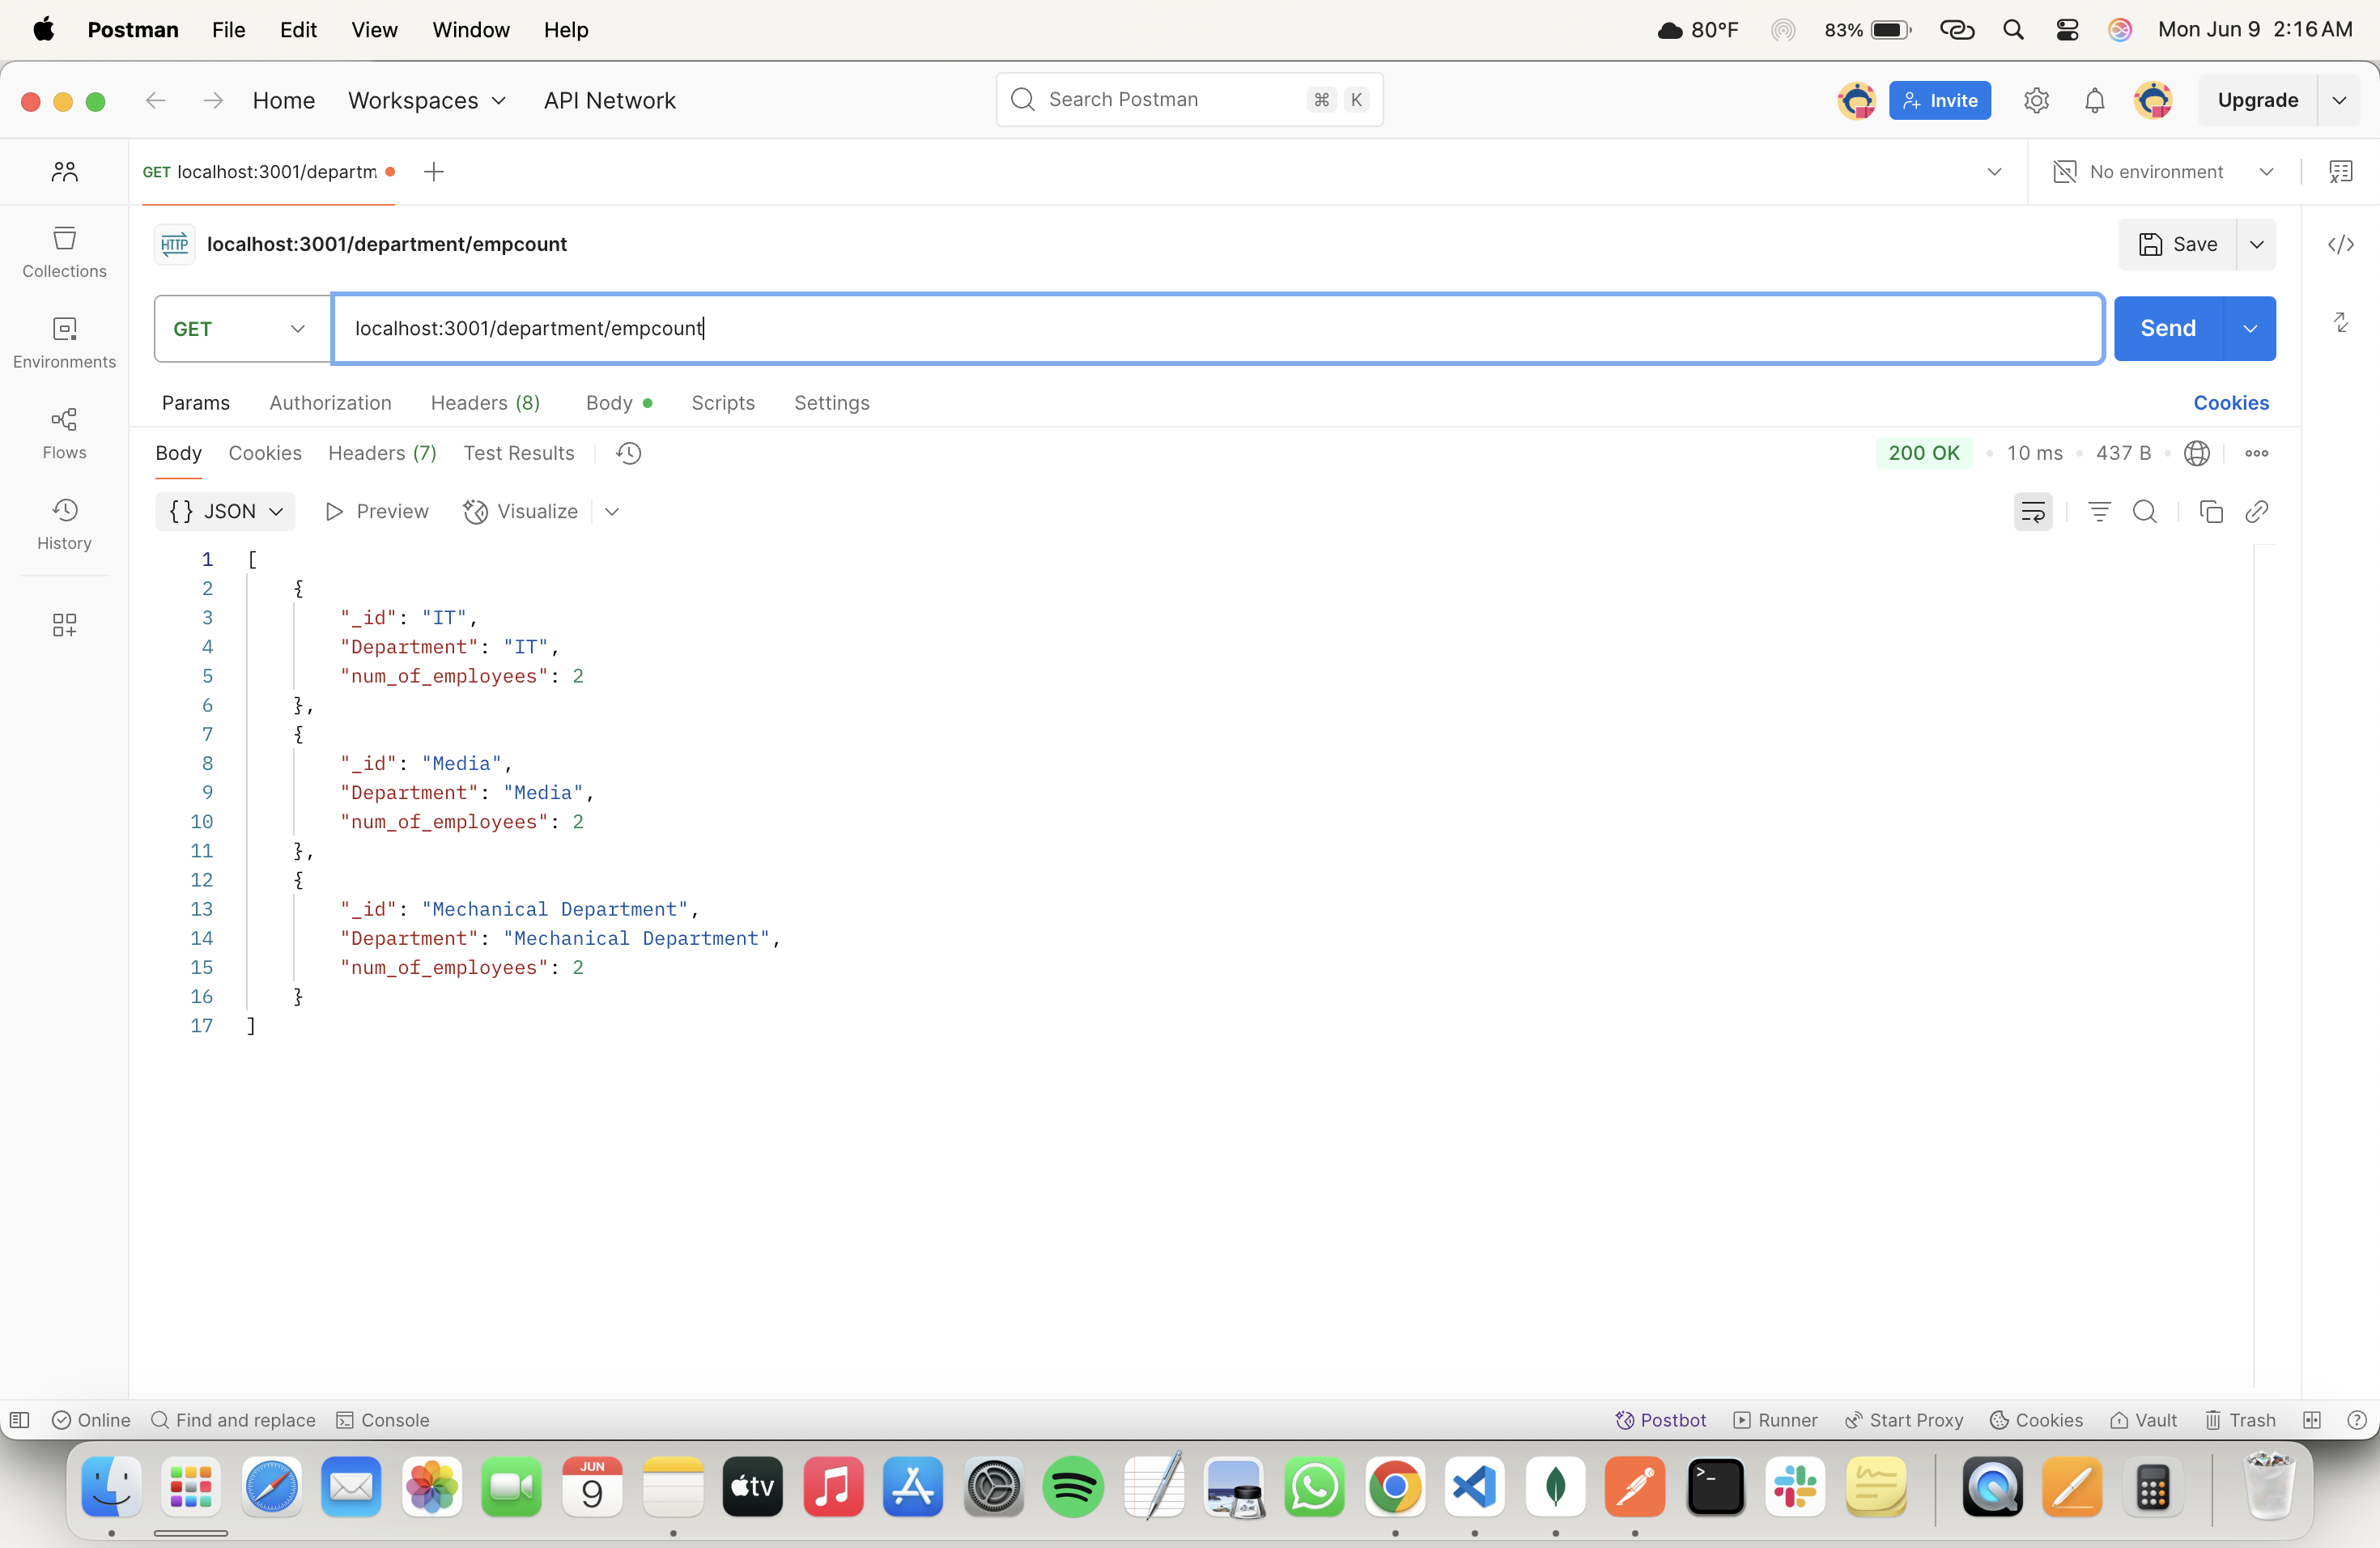 Postman File Edit View Window Help 80°F 83% Mon Jun 9 2:16 AM
Home Workspaces API Network Search Postman ⌘ K Invite Upgrade
GET localhost:3001/departm No environment
HTTP localhost:3001/department/empcount Save
Collections
GET localhost:3001/department/empcount Send
Environments
Params Authorization Headers (8) Body Scripts Settings Cookies
Flows
Body Cookies Headers (7) Test Results 200 OK 10 ms 437 B
{} JSON Preview Visualize
History
1 [
2 {
3 "_id": "IT",
4 "Department": "IT",
5 "num_of_employees": 2
6 },
7 {
8 "_id": "Media",
9 "Department": "Media",
10 "num_of_employees": 2
11 },
12 {
13 "_id": "Mechanical Department",
14 "Department": "Mechanical Department",
15 "num_of_employees": 2
16 }
17 ]
Online Find and replace Console Postbot Runner Start Proxy Cookies Vault Trash
JUN
9
tv